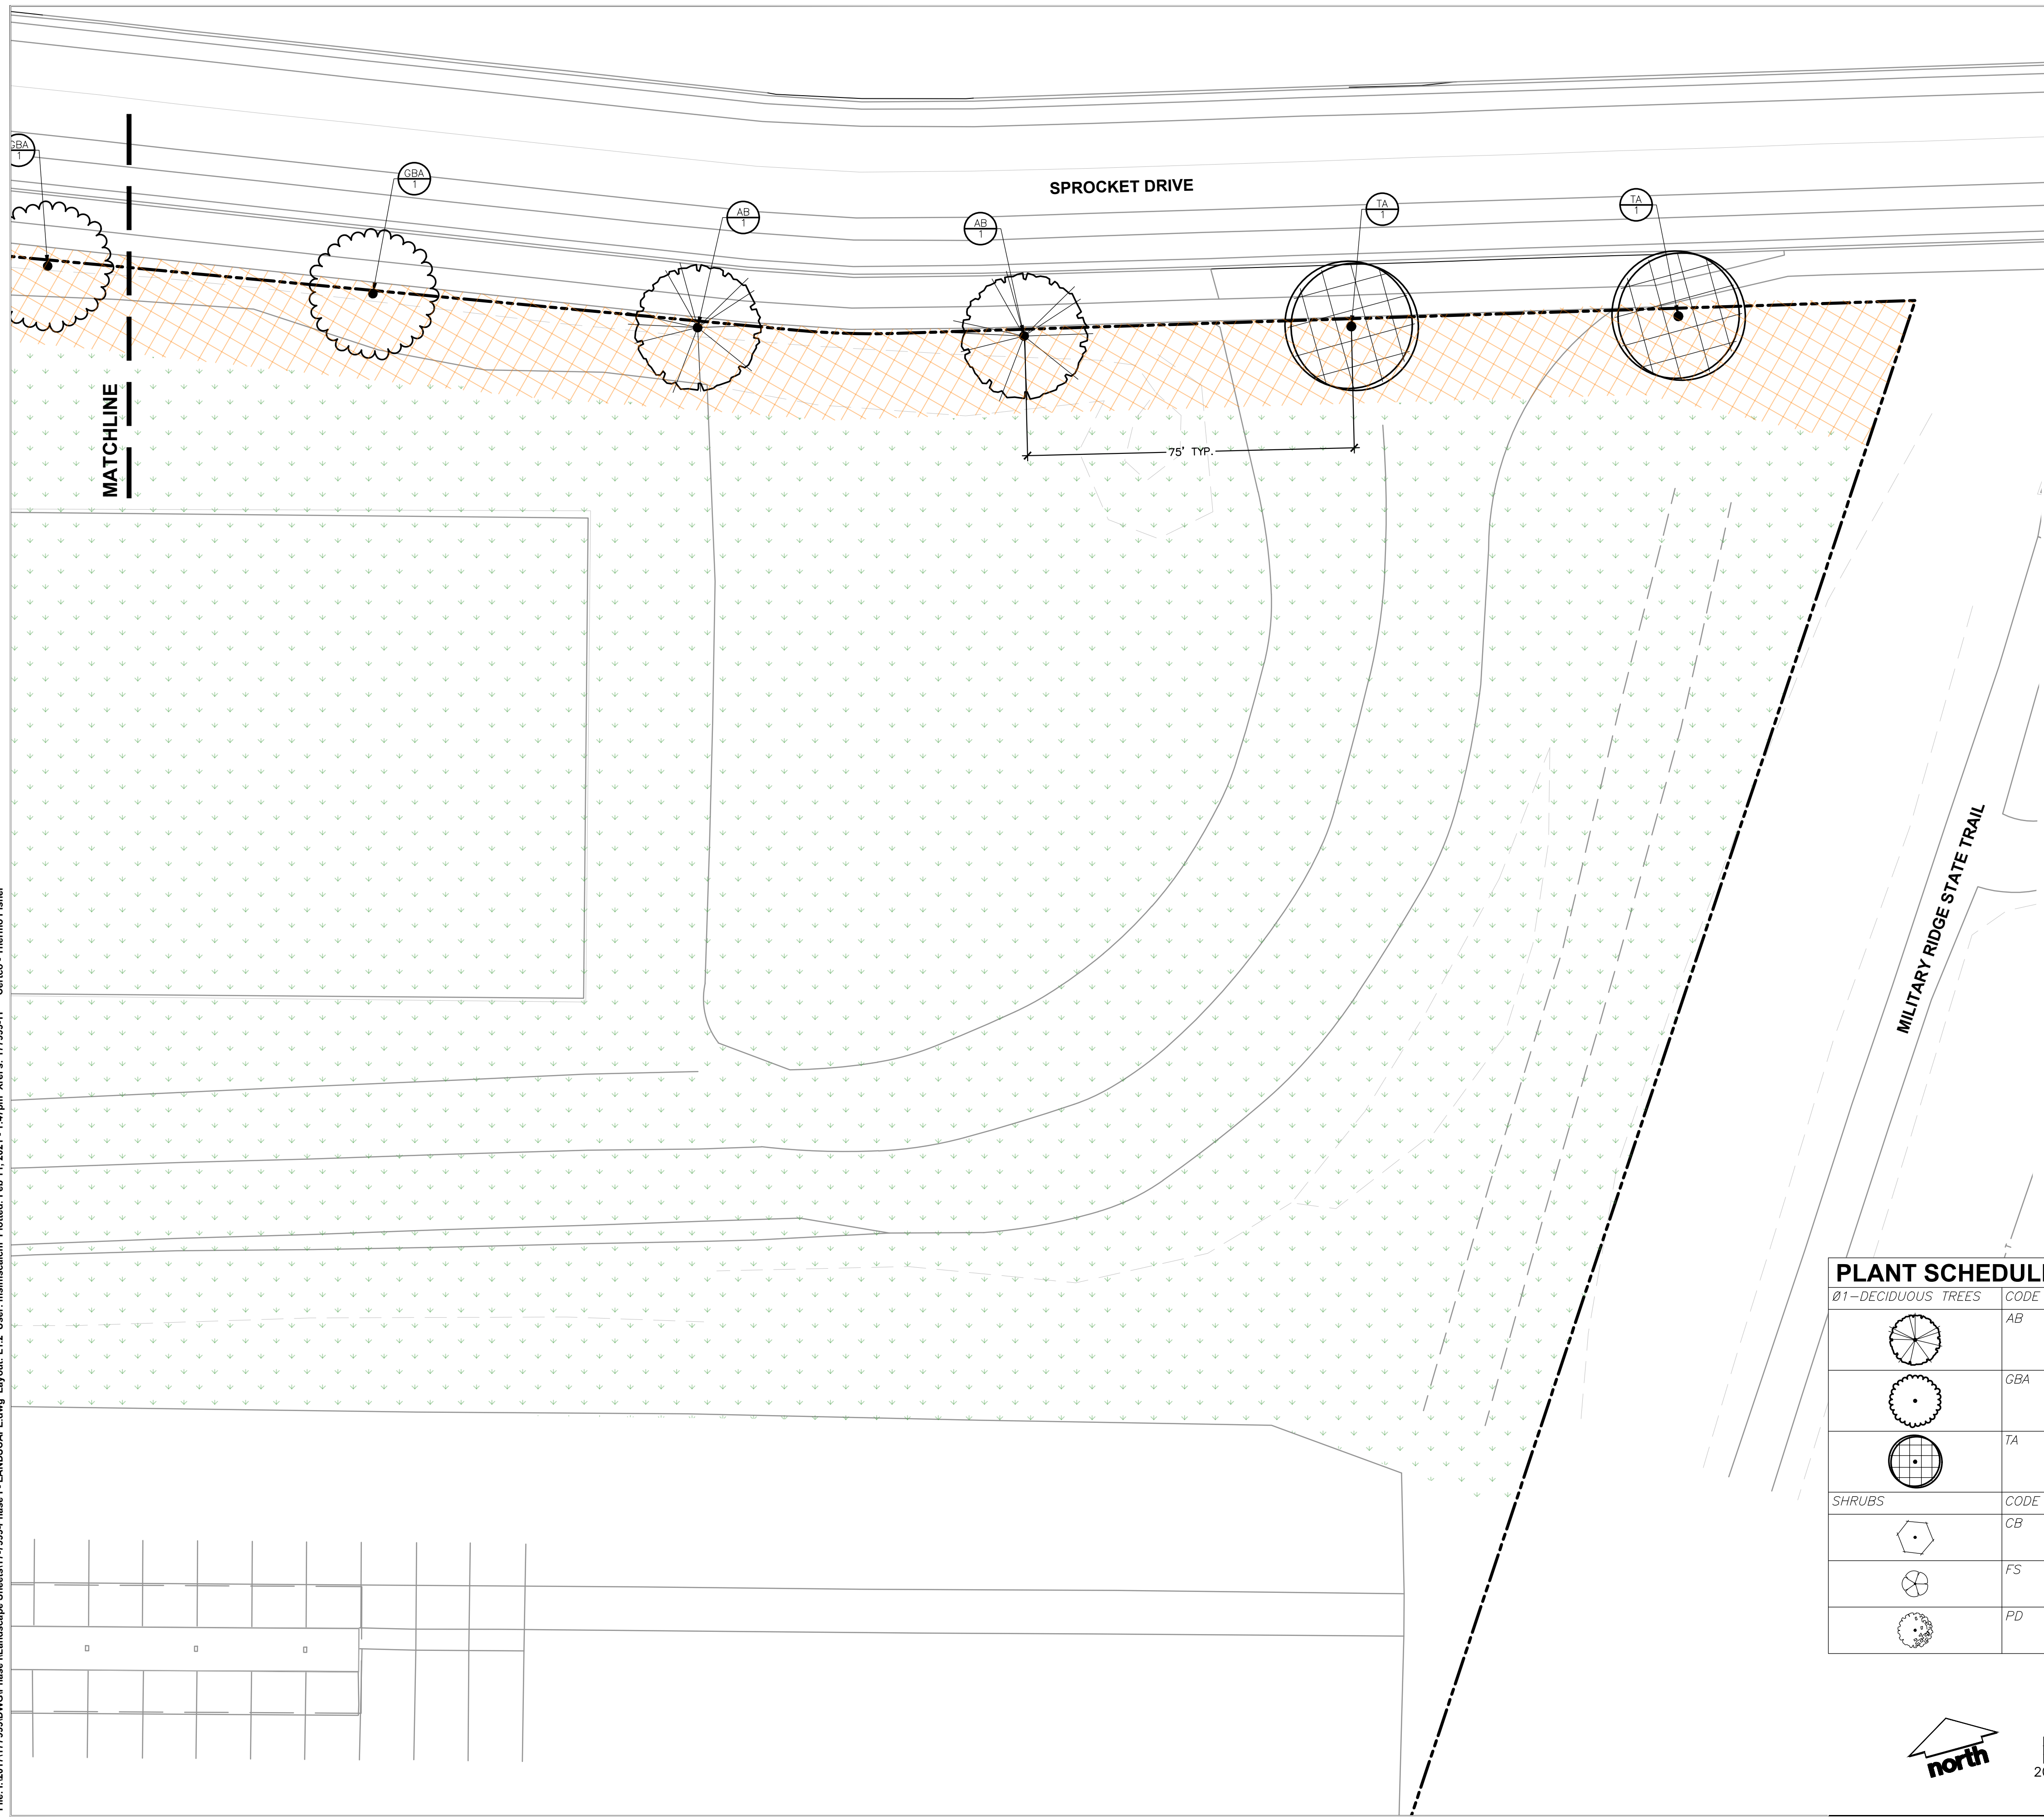 GBA
1
GBA
1
AB
1
AB
1
SPROCKET DRIVE
TA
1
TA
1
MATCHLINE
75' TYP.
MILITARY RIDGE STATE TRAIL
T
PLANT SCHEDUL
Ø1-DECIDUOUS TREES CODE
AB
GBA
TA
SHRUBS CODE
CB
FS
PD
north